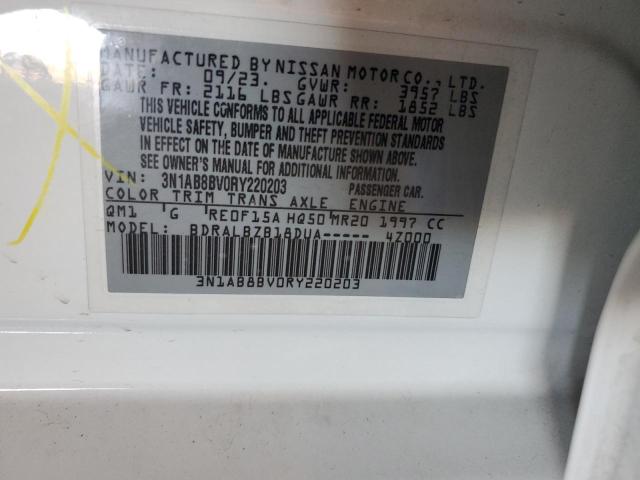 MANUFACTURED BY NISSAN MOTOR CO., LTD.
DATE: 09/23. GVWR: 3957 LBS
GAWR FR: 2116 LBS GAWR RR: 1852 LBS
THIS VEHICLE CONFORMS TO ALL APPLICABLE FEDERAL MOTOR
VEHICLE SAFETY, BUMPER AND THEFT PREVENTION STANDARDS
IN EFFECT ON THE DATE OF MANUFACTURE SHOWN ABOVE.
SEE OWNER'S MANUAL FOR ADDITIONAL INFORMATION.
VIN: 3N1AB8BV0RY220203 PASSENGER CAR.
COLOR TRIM TRANS AXLE ENGINE
QM1 G RE0F15A HQ50 MR20 1997 CC
MODEL: BDRALBZB18DUA----- 4Z000
3N1AB8BV0RY220203